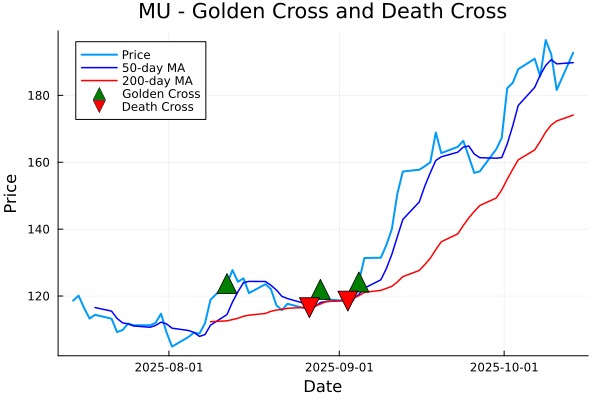 MU - Golden Cross and Death Cross
Price
50-day MA
200-day MA
Golden Cross
Death Cross
Price
180
160
140
120
2025-08-01
2025-09-01
2025-10-01
Date